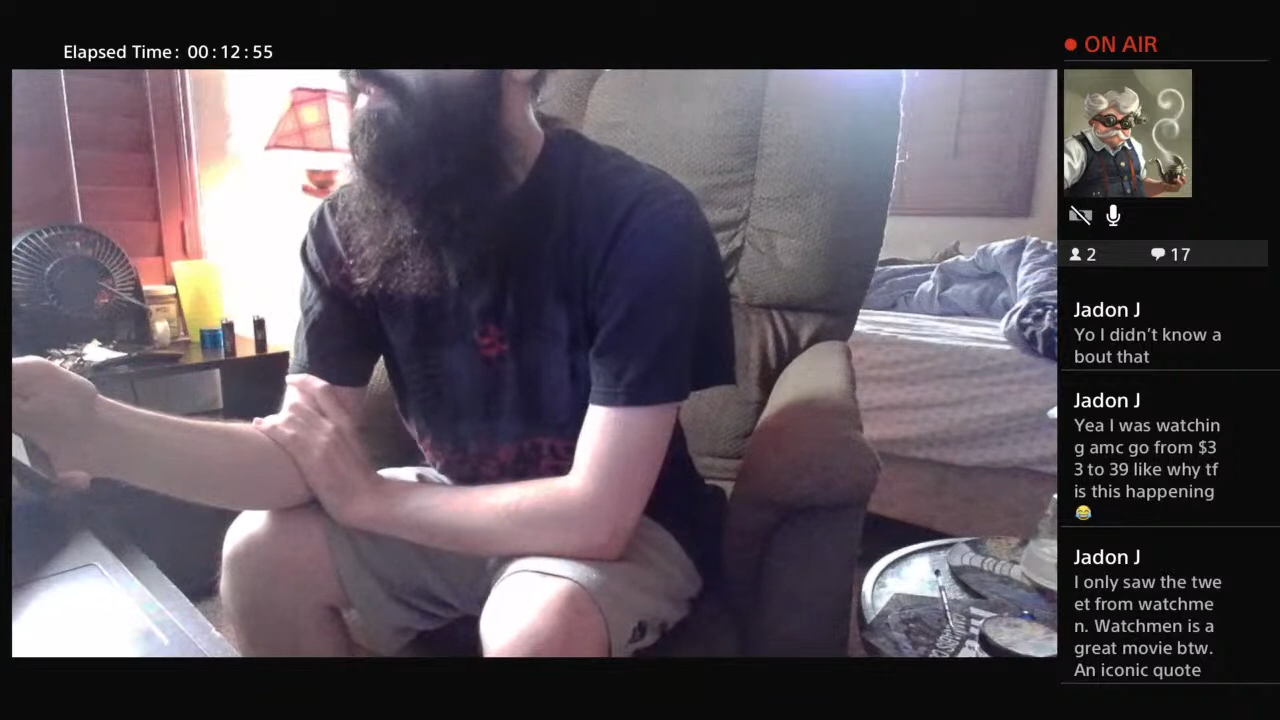 Elapsed Time: 00:12:55
ON AIR
2 17
Jadon J
Yo I didn't know a
bout that
Jadon J
Yea I was watchin
g amc go from $3
3 to 39 like why tf
is this happening
😂
Jadon J
I only saw the twe
et from watchme
n. Watchmen is a
great movie btw.
An iconic quote